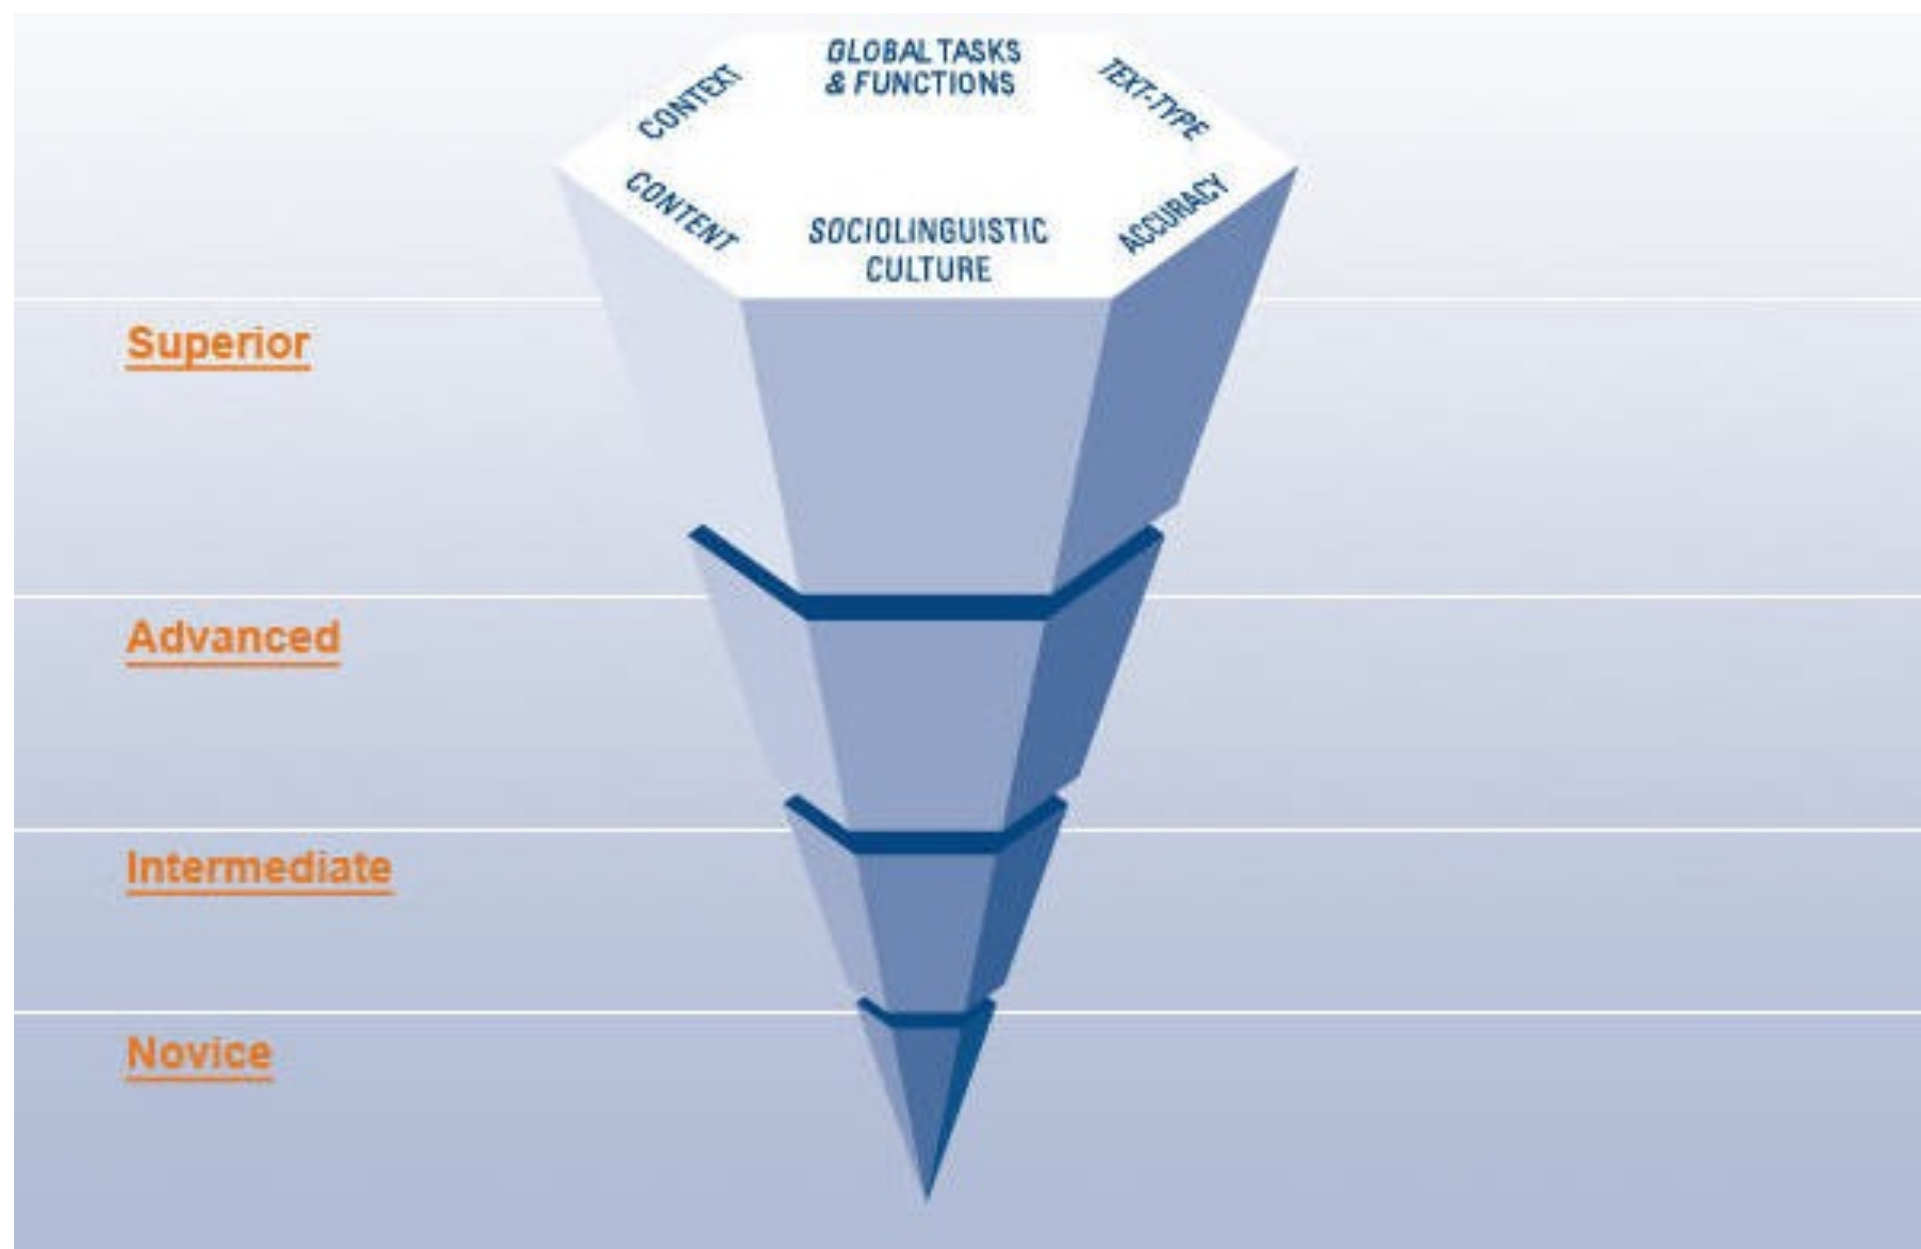 GLOBAL TASKS
& FUNCTIONS
CONTEXT
TEXT-TYPE
CONTENT
SOCIOLINGUISTIC
CULTURE
ACCURACY
Superior
Advanced
Intermediate
Novice